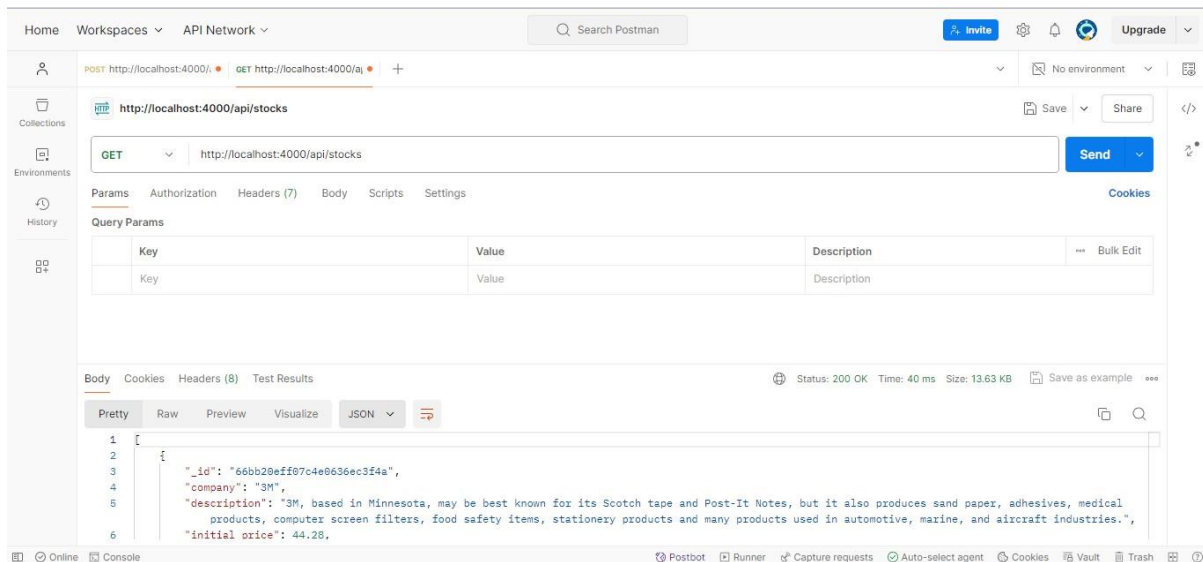 Home Workspaces API Network Search Postman Invite Upgrade
POST http://localhost:4000/ GET http://localhost:4000/a No environment
HTTP http://localhost:4000/api/stocks Save Share
Collections
GET http://localhost:4000/api/stocks Send
Environments
Params Authorization Headers (7) Body Scripts Settings Cookies
History
Query Params
Key Value Description Bulk Edit
Key Value Description
Body Cookies Headers (8) Test Results Status: 200 OK Time: 40 ms Size: 13.63 KB Save as example
Pretty Raw Preview Visualize JSON
1 [
2 {
3 "_id": "66bb20eff07c4e0636ec3f4a",
4 "company": "3M",
5 "description": "3M, based in Minnesota, may be best known for its Scotch tape and Post-It Notes, but it also produces sand paper, adhesives, medical
products, computer screen filters, food safety items, stationery products and many products used in automotive, marine, and aircraft industries.",
6 "initial_price": 44.28,
Online Console Postbot Runner Capture requests Auto-select agent Cookies Vault Trash